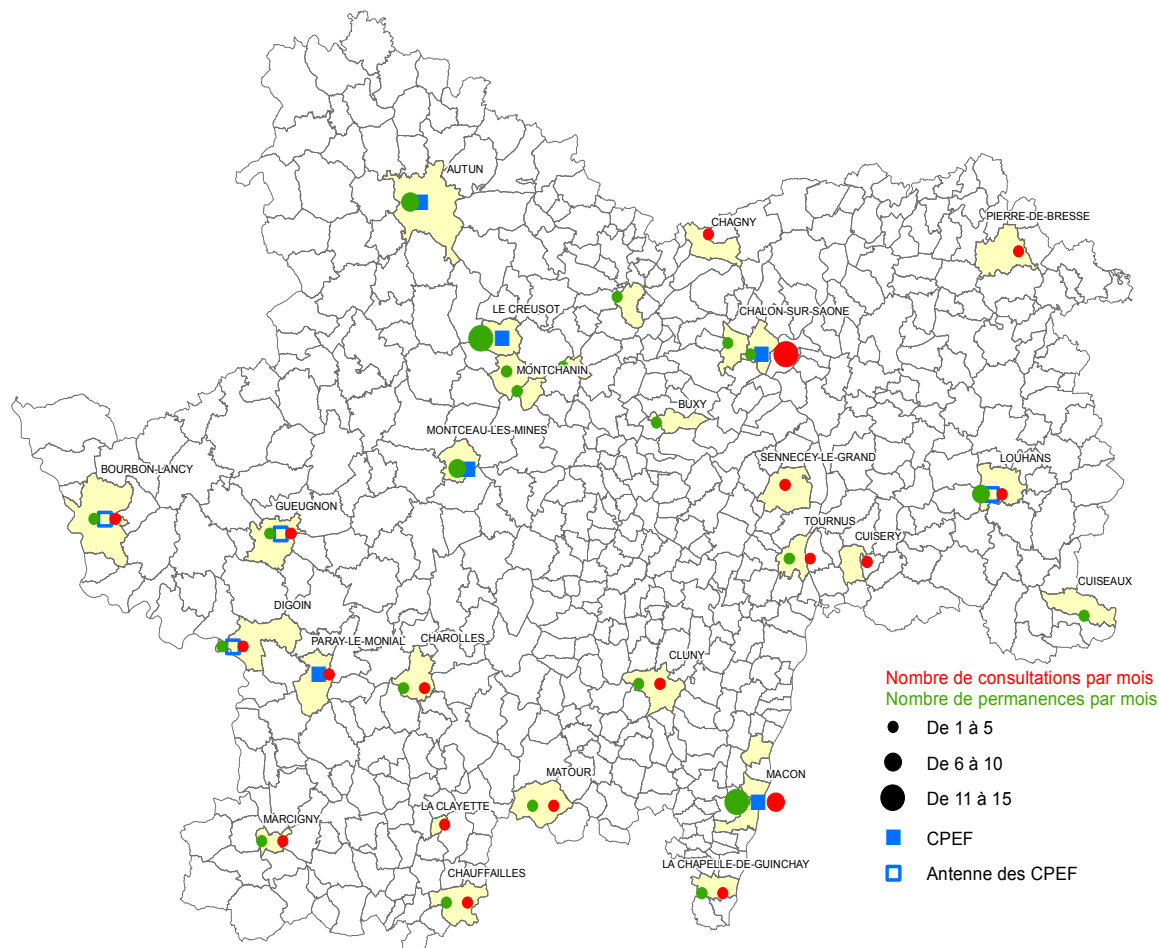 AUTUN
CHAGNY
PIERRE-DE-BRESSE
LE CREUSOT
CHALON-SUR-SAONE
MONTCHANIN
BUXY
MONTCEAU-LES-MINES
SENNECEY-LE-GRAND
LOUHANS
BOURBON-LANCY
GUEUGNON
TOURNUS
CUISERY
CUISEAUX
DIGOIN
PARAY-LE-MONIAL
CHAROLLES
CLUNY
Nombre de consultations par mois
Nombre de permanences par mois
De 1 à 5
De 6 à 10
De 11 à 15
CPEF
Antenne des CPEF
MACON
MATOUR
LA CLAYETTE
MARCIGNY
CHAUFFAILLES
LA CHAPELLE-DE-GUINCHAY